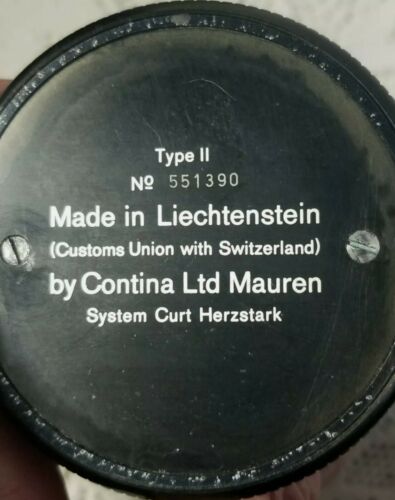 Type II
Nº 551390
Made in Liechtenstein
(Customs Union with Switzerland)
by Contina Ltd Mauren
System Curt Herzstark